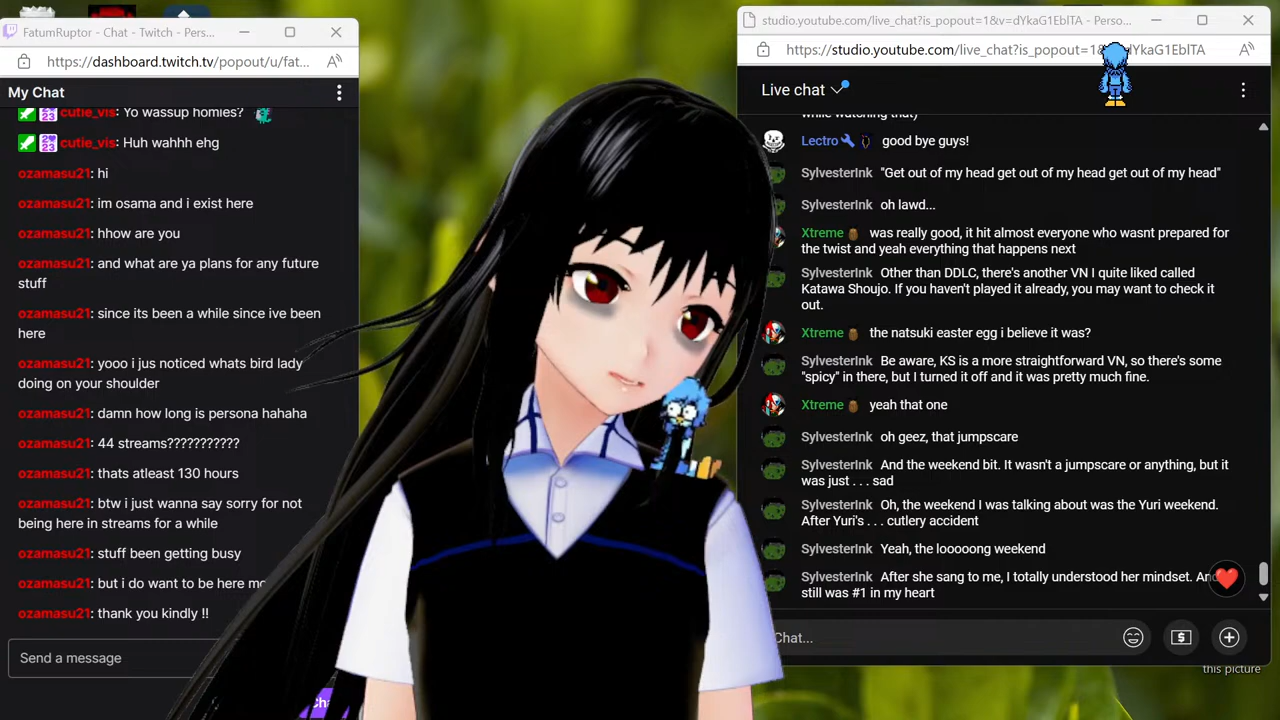 FatumRuptor - Chat - Twitch - Pers...
https://dashboard.twitch.tv/popout/u/fat...
My Chat
cutie_vis: Yo wassup homies?
cutie_vis: Huh wahhh ehg
ozamasu21: hi
ozamasu21: im osama and i exist here
ozamasu21: hhow are you
ozamasu21: and what are ya plans for any future
stuff
ozamasu21: since its been a while since ive been
here
ozamasu21: yooo i jus noticed whats bird lady
doing on your shoulder
ozamasu21: damn how long is persona hahaha
ozamasu21: 44 streams???????????
ozamasu21: thats atleast 130 hours
ozamasu21: btw i just wanna say sorry for not
being here in streams for a while
ozamasu21: stuff been getting busy
ozamasu21: but i do want to be here
ozamasu21: thank you kindly !!
Send a message
studio.youtube.com/live_chat?is_popout=1&v=dYkaG1EblTA - Perso...
https://studio.youtube.com/live_chat?is_popout=1& dYkaG1EblTA
Live chat
while watching that)
Lectro good bye guys!
SylvesterInk "Get out of my head get out of my head get out of my head"
SylvesterInk oh lawd...
Xtreme was really good, it hit almost everyone who wasnt prepared for
the twist and yeah everything that happens next
SylvesterInk Other than DDLC, there's another VN I quite liked called
Katawa Shoujo. If you haven't played it already, you may want to check it
out.
Xtreme the natsuki easter egg i believe it was?
SylvesterInk Be aware, KS is a more straightforward VN, so there's some
"spicy" in there, but I turned it off and it was pretty much fine.
Xtreme yeah that one
SylvesterInk oh geez, that jumpscare
SylvesterInk And the weekend bit. It wasn't a jumpscare or anything, but it
was just . . . sad
SylvesterInk Oh, the weekend I was talking about was the Yuri weekend.
After Yuri's . . . cutlery accident
SylvesterInk Yeah, the looooong weekend
SylvesterInk After she sang to me, I totally understood her mindset.
still was #1 in my heart
Chat...
this picture